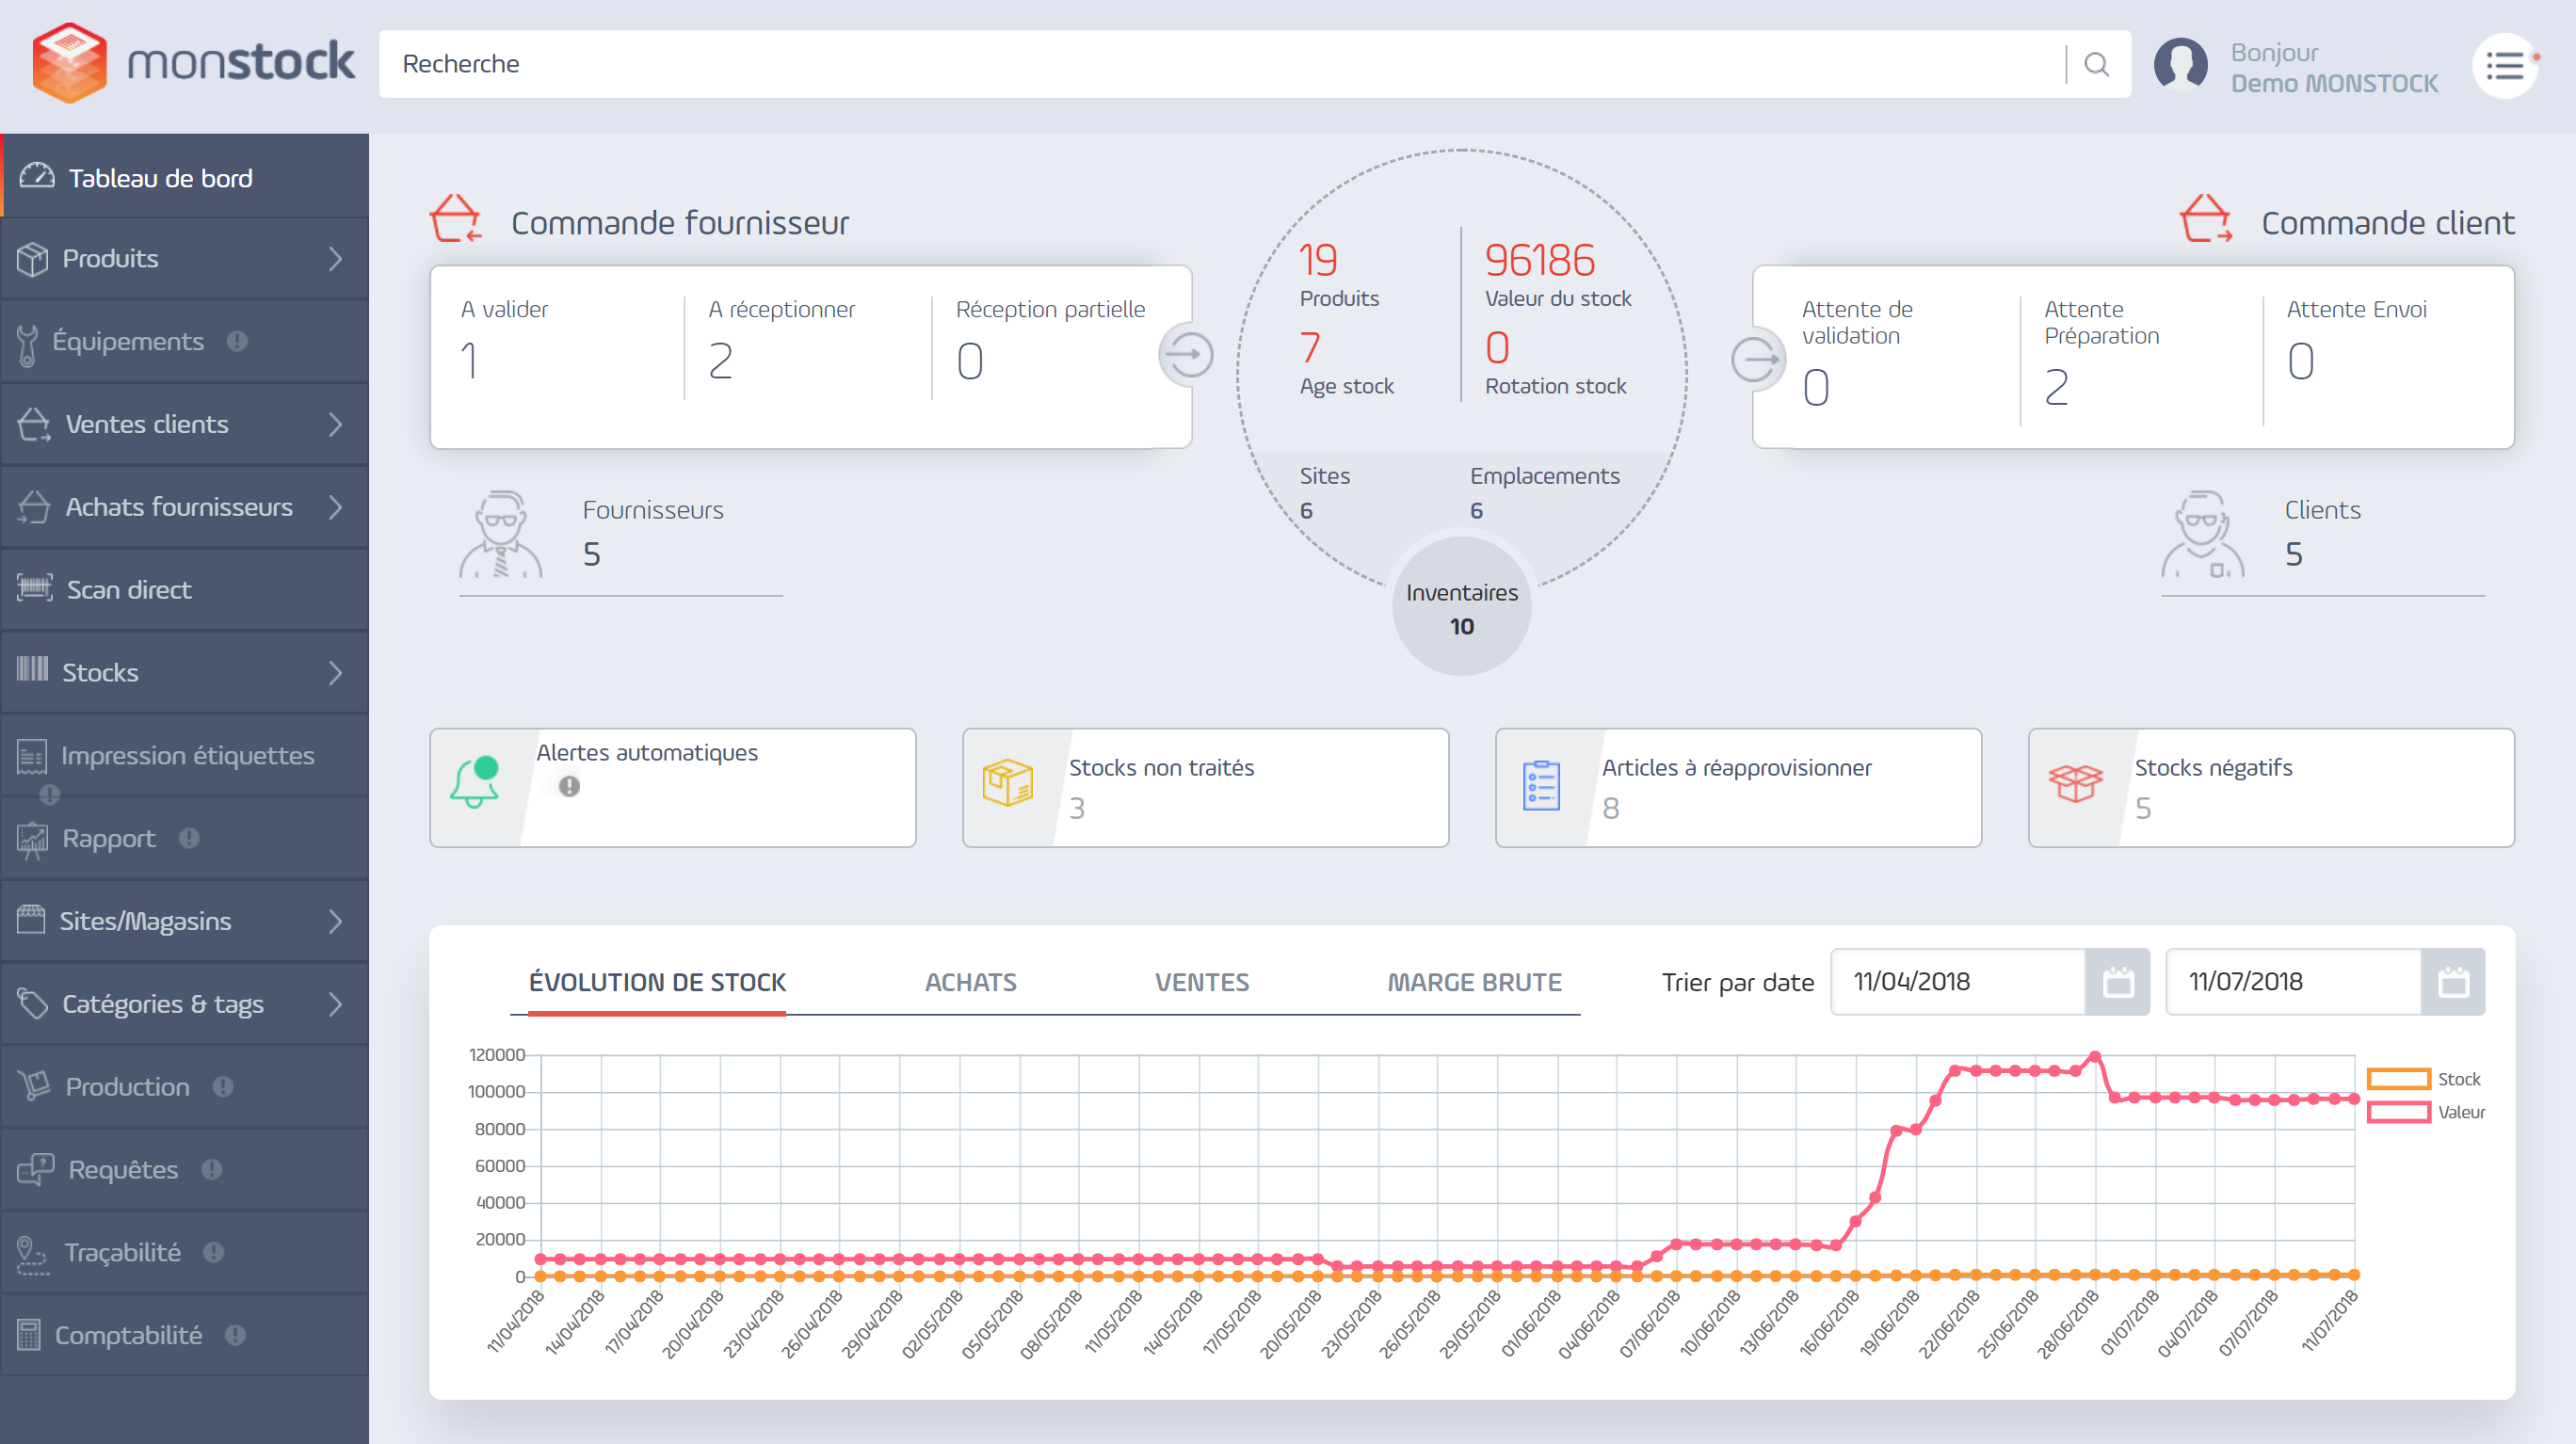 monstock
Recherche
Bonjour
Demo MONSTOCK
Tableau de bord
Produits
Équipements
Ventes clients
Achats fournisseurs
Scan direct
Stocks
Impression étiquettes
Rapport
Sites/Magasins
Catégories & tags
Production
Requêtes
Traçabilité
Comptabilité
Commande fournisseur
A valider
1
A réceptionner
2
Réception partielle
0
19
Produits
96186
Valeur du stock
7
Age stock
0
Rotation stock
Sites
6
Emplacements
6
Inventaires
10
Commande client
Attente de
validation
0
Attente
Préparation
2
Attente Envoi
0
Fournisseurs
5
Clients
5
Alertes automatiques
Stocks non traités
3
Articles à réapprovisionner
8
Stocks négatifs
5
ÉVOLUTION DE STOCK
ACHATS
VENTES
MARGE BRUTE
Trier par date
11/04/2018
11/07/2018
120000
100000
80000
60000
40000
20000
0
11/04/2018
14/04/2018
17/04/2018
20/04/2018
23/04/2018
26/04/2018
29/04/2018
02/05/2018
05/05/2018
08/05/2018
11/05/2018
14/05/2018
17/05/2018
20/05/2018
23/05/2018
26/05/2018
29/05/2018
01/06/2018
04/06/2018
07/06/2018
10/06/2018
13/06/2018
16/06/2018
19/06/2018
22/06/2018
25/06/2018
28/06/2018
01/07/2018
04/07/2018
07/07/2018
11/07/2018
Stock
Valeur